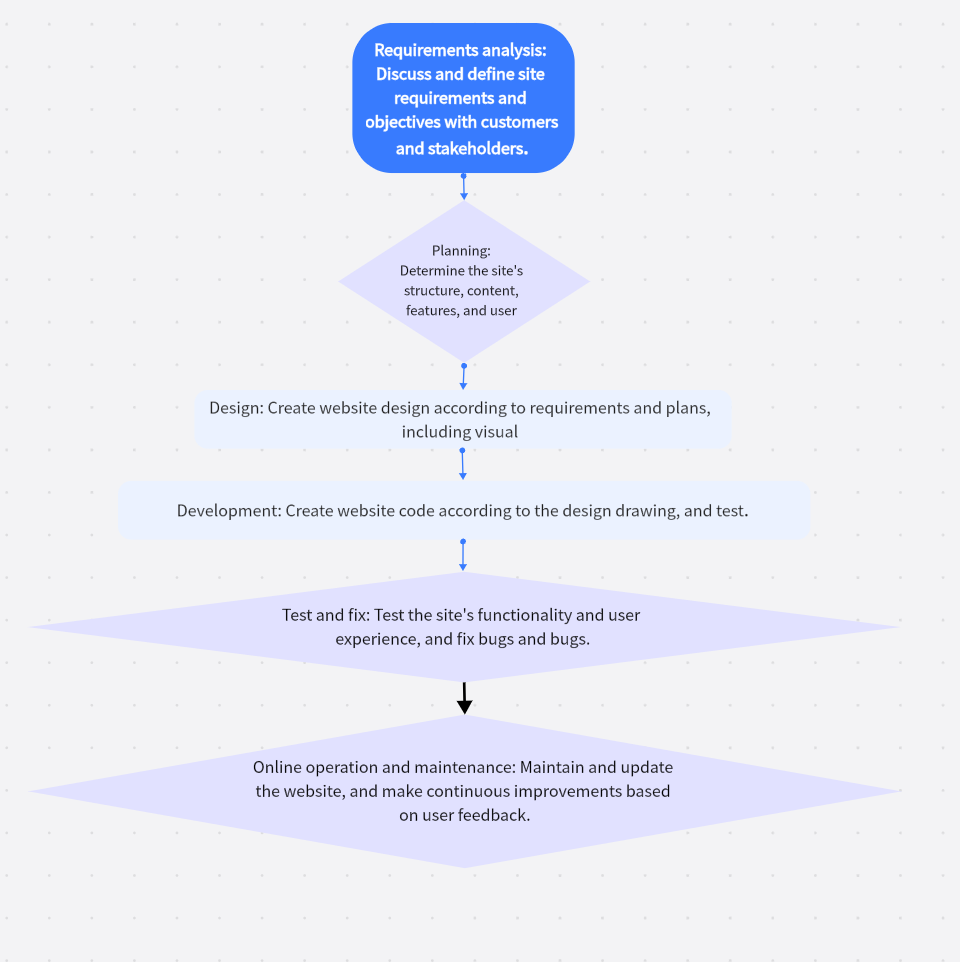 Requirements analysis:
Discuss and define site
requirements and
objectives with customers
and stakeholders.
Planning:
Determine the site's
structure, content,
features, and user
Design: Create website design according to requirements and plans,
including visual
Development: Create website code according to the design drawing, and test.
Test and fix: Test the site's functionality and user
experience, and fix bugs and bugs.
Online operation and maintenance: Maintain and update
the website, and make continuous improvements based
on user feedback.